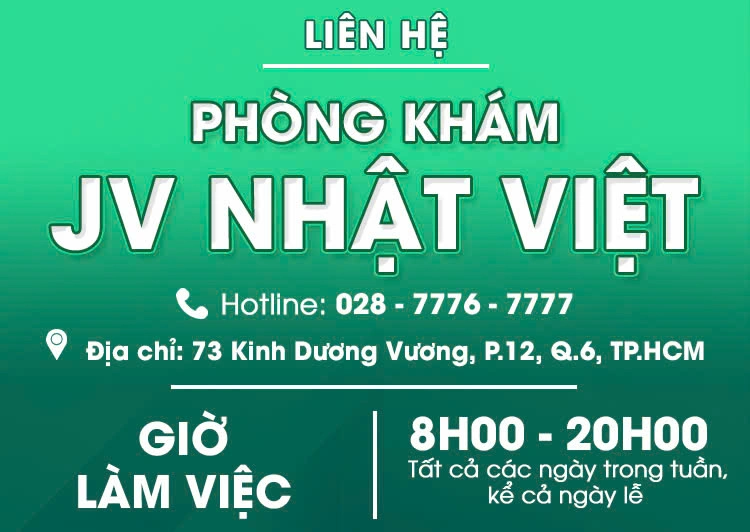 LIÊN HỆ
PHÒNG KHÁM
JV NHẬT VIỆT
Hotline: 028 - 7776 - 7777
Địa chỉ: 73 Kinh Dương Vương, P.12, Q.6, TP.HCM
GIỜ
LÀM VIỆC
8H00 - 20H00
Tất cả các ngày trong tuần,
kể cả ngày lễ